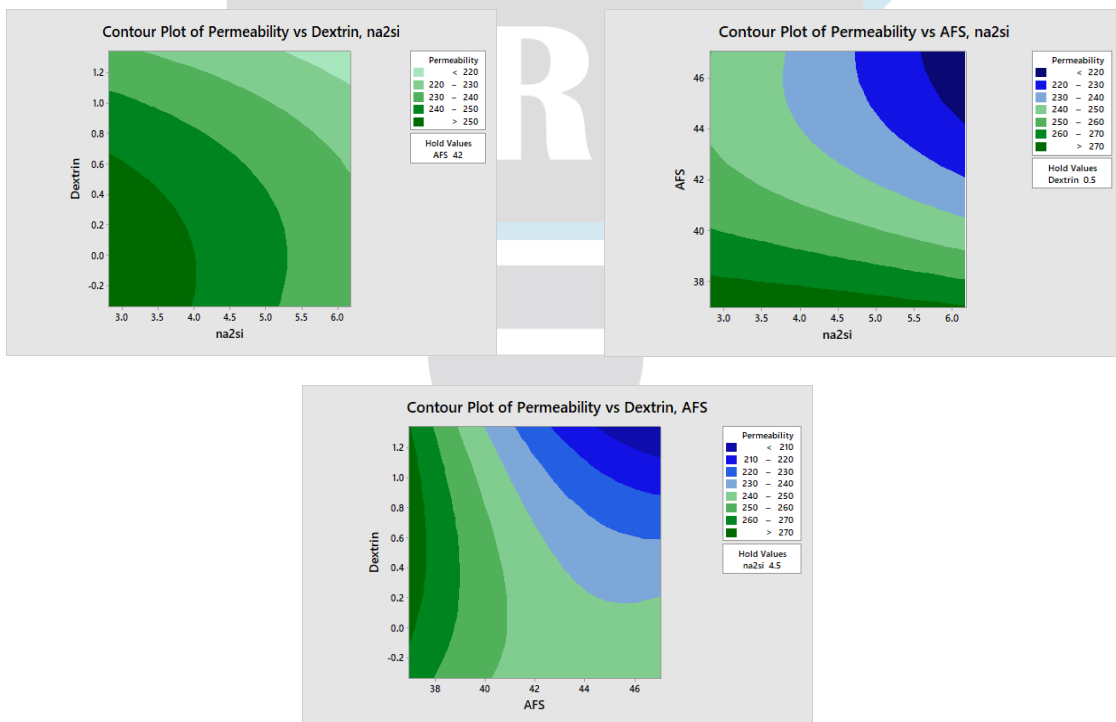 Contour Plot of Permeability vs Dextrin, na2si
Permeability
< 220
220 – 230
230 – 240
240 – 250
> 250
Hold Values
AFS 42
Dextrin
1.2
1.0
0.8
0.6
0.4
0.2
0.0
-0.2
3.0 3.5 4.0 4.5 5.0 5.5 6.0
na2si
R
Contour Plot of Permeability vs AFS, na2si
Permeability
< 220
220 – 230
230 – 240
240 – 250
250 – 260
260 – 270
> 270
Hold Values
Dextrin 0.5
AFS
46
44
42
40
38
3.0 3.5 4.0 4.5 5.0 5.5 6.0
na2si
Contour Plot of Permeability vs Dextrin, AFS
Permeability
< 210
210 – 220
220 – 230
230 – 240
240 – 250
250 – 260
260 – 270
> 270
Hold Values
na2si 4.5
Dextrin
1.2
1.0
0.8
0.6
0.4
0.2
0.0
-0.2
38 40 42 44 46
AFS